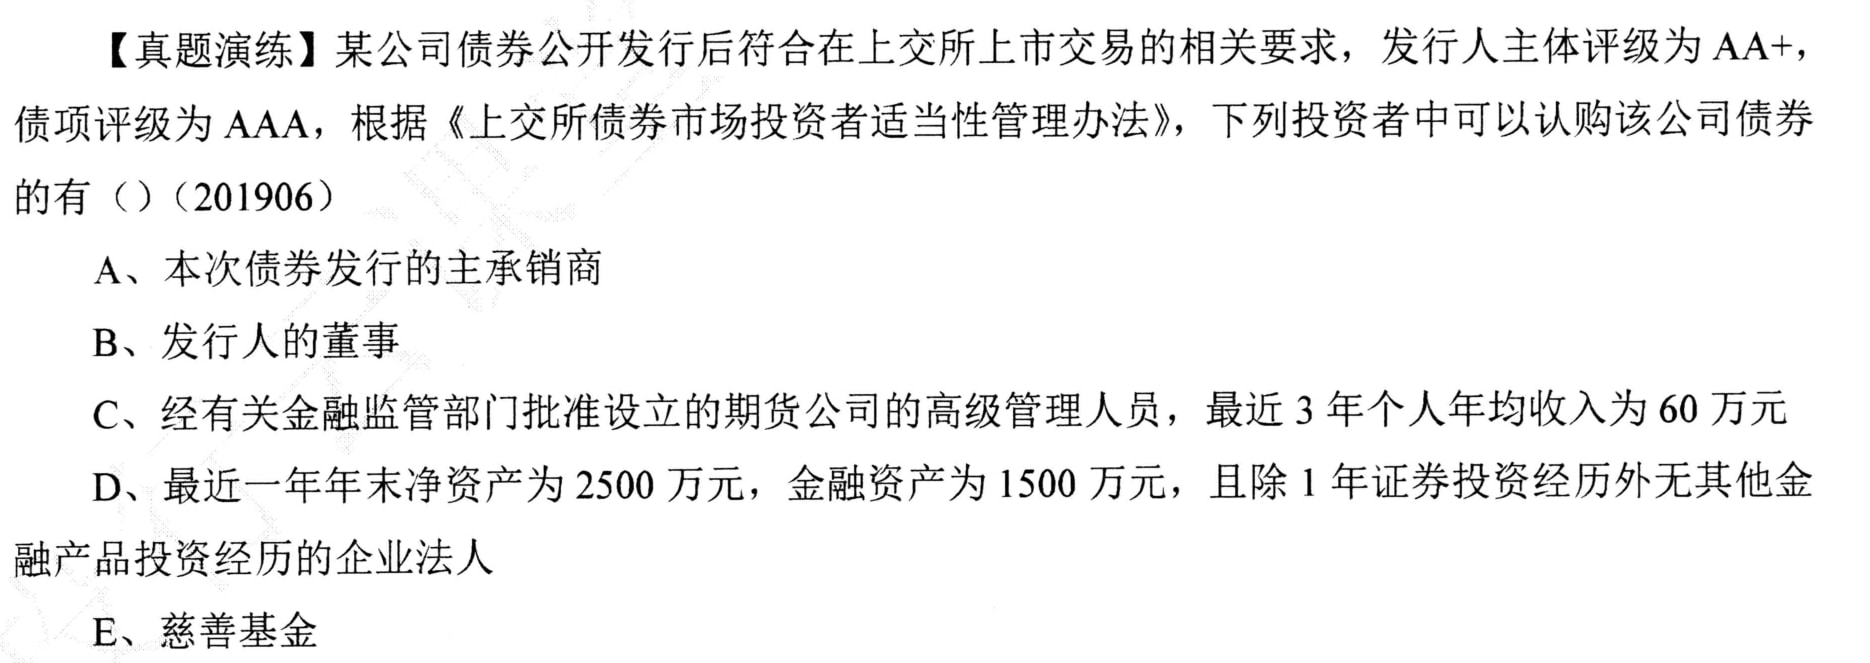 【真题演练】某公司债券公开发行后符合在上交所上市交易的相关要求，发行人主体评级为 AA+，
债项评级为 AAA，根据《上交所债券市场投资者适当性管理办法》，下列投资者中可以认购该公司债券
的有（）（201906）
A、本次债券发行的主承销商
B、发行人的董事
C、经有关金融监管部门批准设立的期货公司的高级管理人员，最近 3 年个人年均收入为 60 万元
D、最近一年年末净资产为 2500 万元，金融资产为 1500 万元，且除 1 年证券投资经历外无其他金
融产品投资经历的企业法人
E、慈善基金